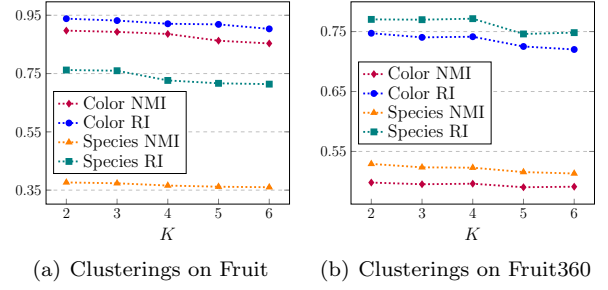 0.95
0.75
0.55
0.35
Color NMI
Color RI
Species NMI
Species RI
2 3 4 5 6
K
(a) Clusterings on Fruit
0.75
0.55
Color NMI
Color RI
Species NMI
Species RI
2 3 4 5 6
K
(b) Clusterings on Fruit360